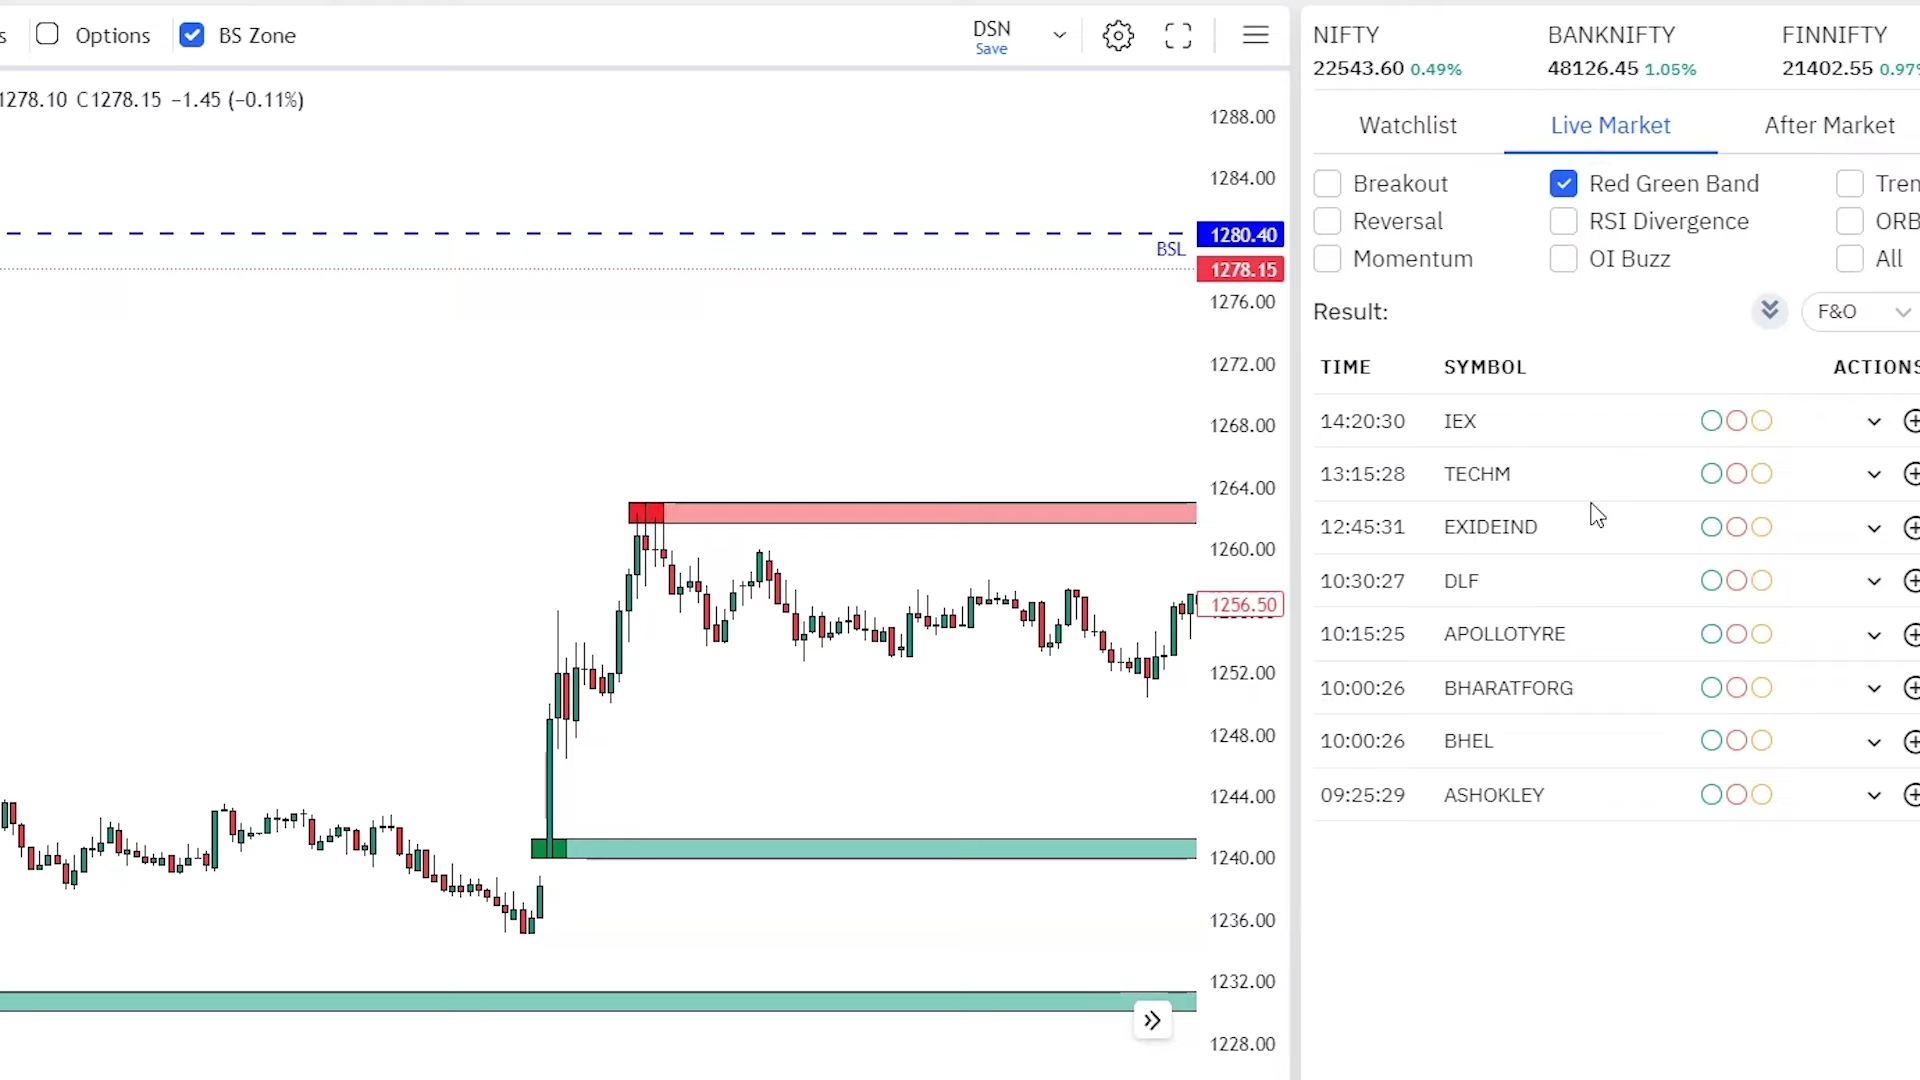 s Options BS Zone DSN
Save
1278.10 C1278.15 −1.45 (−0.11%)
1288.00
1284.00
1280.40
BSL
1278.15
1276.00
1272.00
1268.00
1264.00
1260.00
1256.50
1252.00
1248.00
1244.00
1240.00
1236.00
1232.00
1228.00
NIFTY BANKNIFTY FINNIFTY
22543.60 0.49% 48126.45 1.05% 21402.55 0.97%
Watchlist Live Market After Market
Breakout Red Green Band Tren
Reversal RSI Divergence ORB
Momentum OI Buzz All
Result: F&O
TIME SYMBOL ACTIONS
14:20:30 IEX
13:15:28 TECHM
12:45:31 EXIDEIND
10:30:27 DLF
10:15:25 APOLLOTYRE
10:00:26 BHARATFORG
10:00:26 BHEL
09:25:29 ASHOKLEY